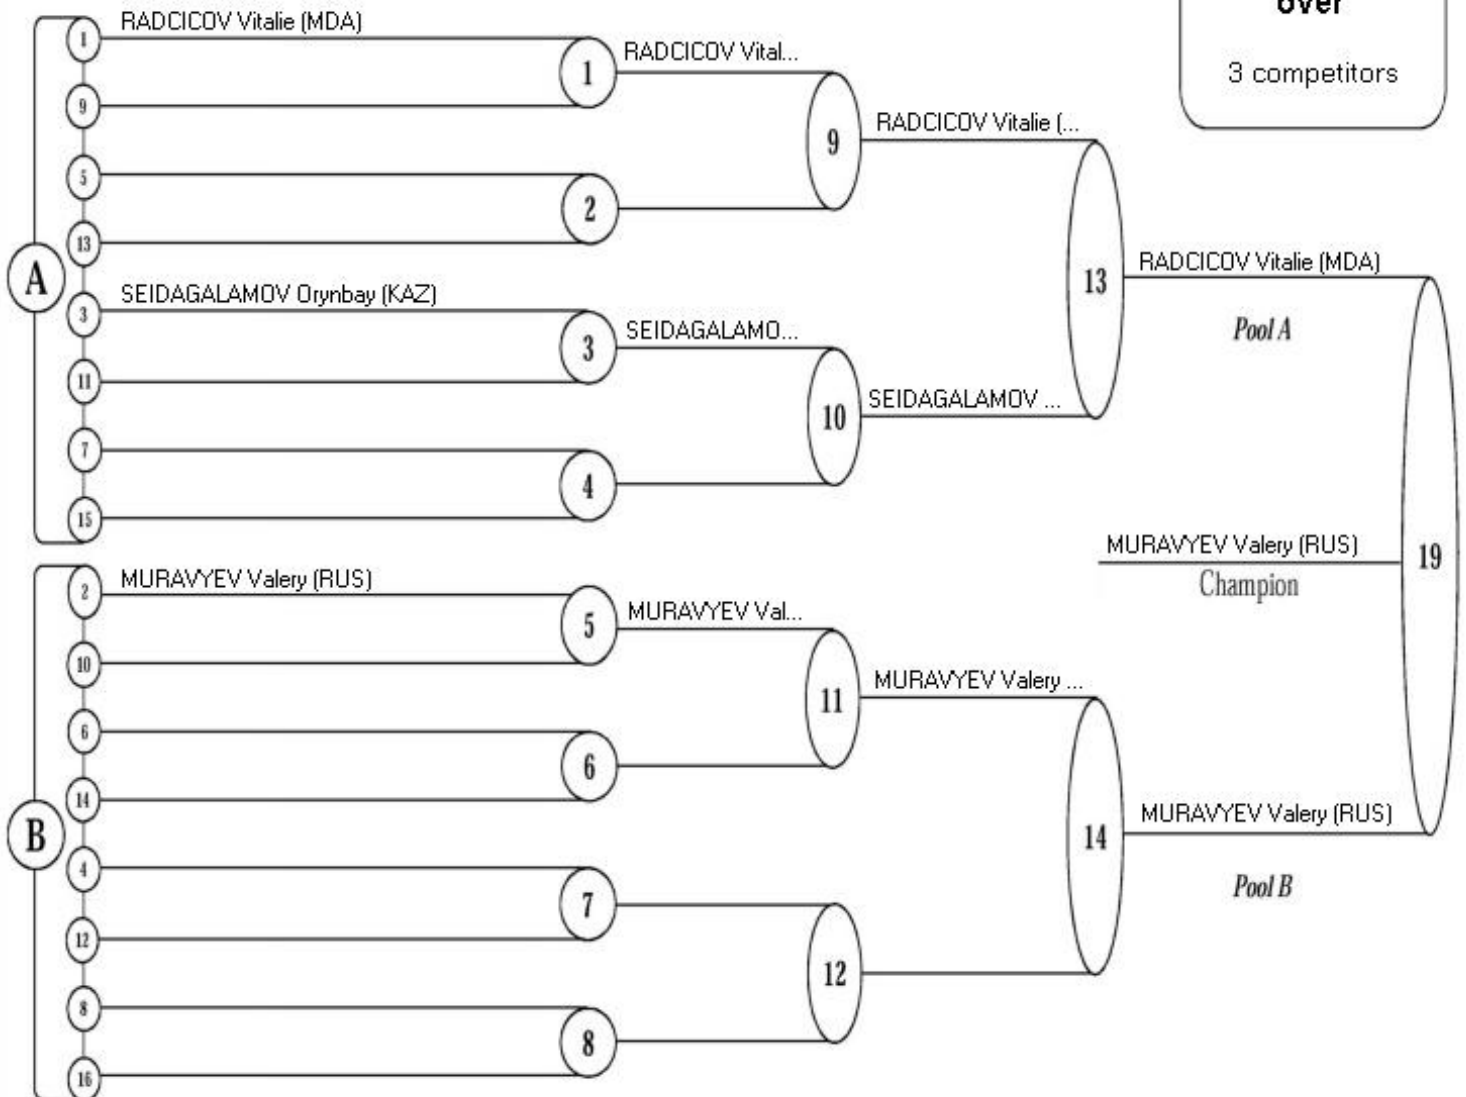 over
3 competitors
A
1
RADCICOV Vitalie (MDA)
9
5
13
3
SEIDAGALAMOV Orynbay (KAZ)
11
7
15
1
2
3
4
RADCICOV Vital...
SEIDAGALAMO...
9
10
RADCICOV Vitalie (...
SEIDAGALAMOV ...
13
RADCICOV Vitalie (MDA)
Pool A
MURAVYEV Valery (RUS)
Champion
19
B
2
MURAVYEV Valery (RUS)
10
6
14
4
12
8
16
5
6
7
8
MURAVYEV Val...
11
12
MURAVYEV Valery ...
14
MURAVYEV Valery (RUS)
Pool B